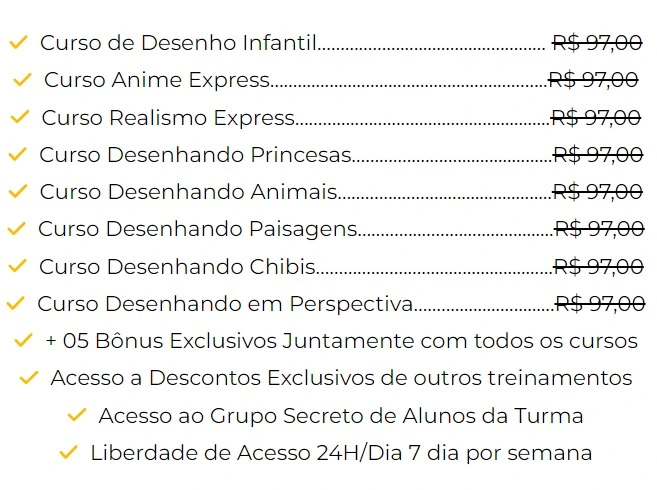 Curso de Desenho Infantil................................................. R$ 97,00
Curso Anime Express............................................................R$ 97,00
Curso Realismo Express.......................................................R$ 97,00
Curso Desenhando Princesas...........................................R$ 97,00
Curso Desenhando Animais..............................................R$ 97,00
Curso Desenhando Paisagens..........................................R$ 97,00
Curso Desenhando Chibis...................................................R$ 97,00
Curso Desenhando em Perspectiva..............................R$ 97,00
+ 05 Bônus Exclusivos Juntamente com todos os cursos
Acesso a Descontos Exclusivos de outros treinamentos
Acesso ao Grupo Secreto de Alunos da Turma
Liberdade de Acesso 24H/Dia 7 dia por semana